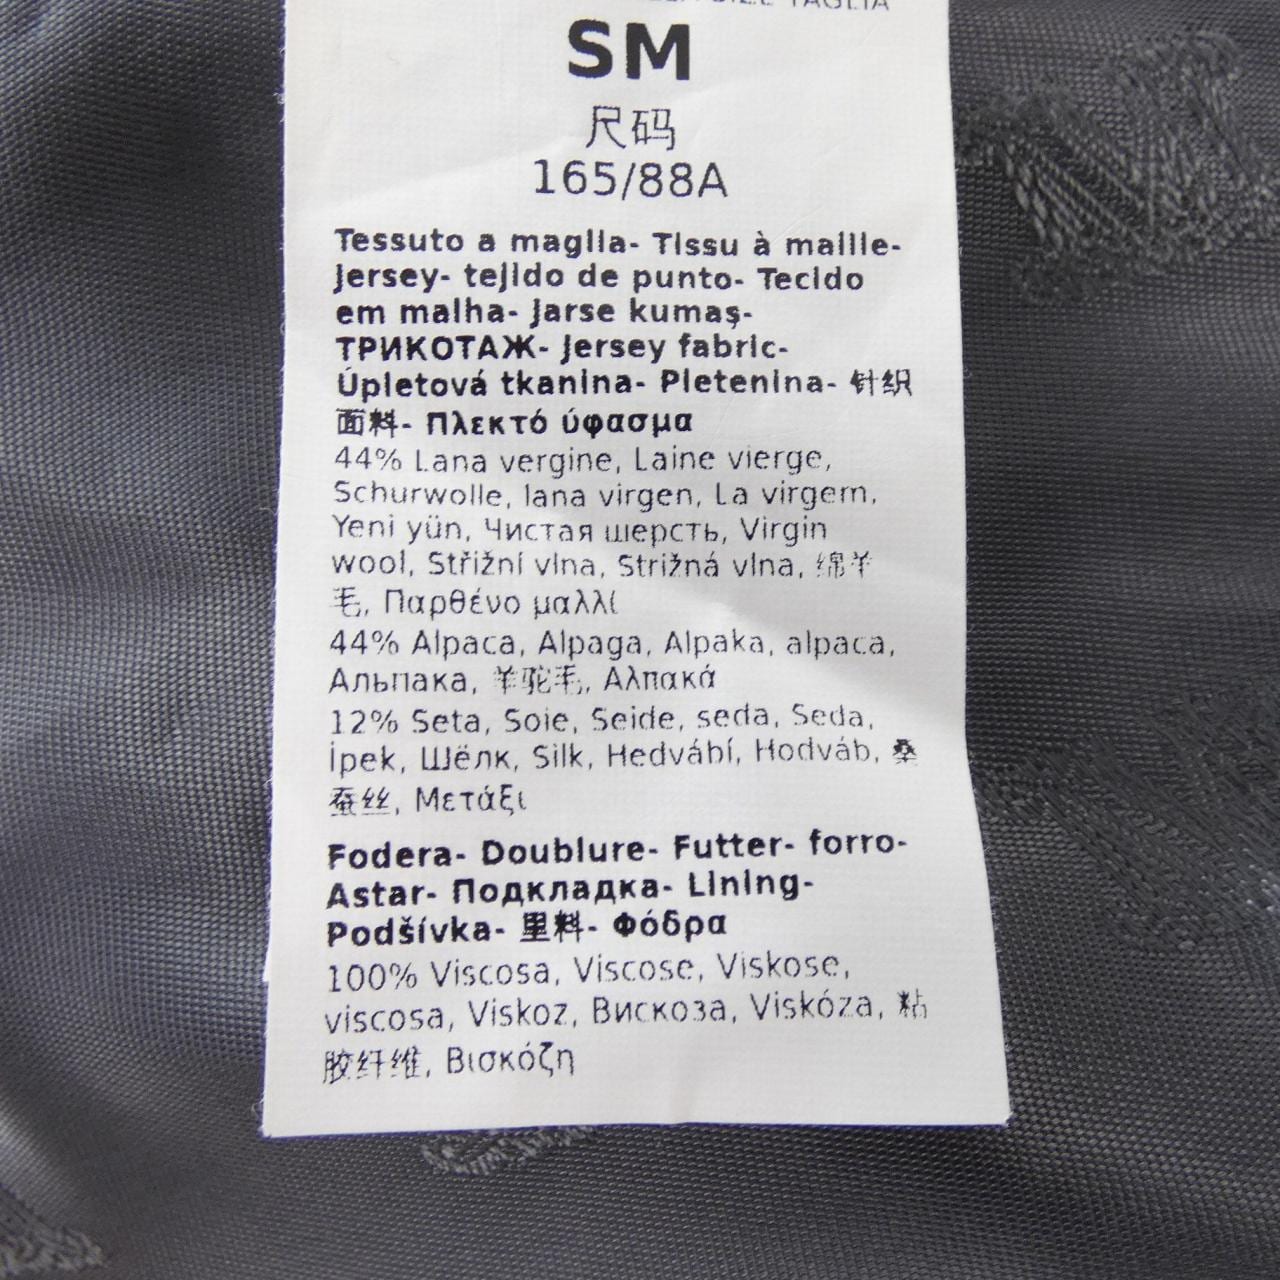 SIZE TAGLIA
SM
尺码
165/88A
Tessuto a maglia- Tissu à maille-
Jersey- tejido de punto- Tecido
em malha- Jarse kumaş-
ТРИКОТАЖ- Jersey fabric-
Úpletová tkanina- Pletenina- 针织
面料- Πλεκτό ύφασμα
44% Lana vergine, Laine vierge,
Schurwolle, lana virgen, La virgem,
Yeni yün, Чистая шерсть, Virgin
wool, Střižní vlna, Strižná vlna, 绵羊
毛, Παρθένο μαλλί
44% Alpaca, Alpaga, Alpaka, alpaca,
Альпака, 羊驼毛, Αλπακά
12% Seta, Soie, Seide, seda, Seda,
İpek, Шёлк, Silk, Hedvábí, Hodváb, 桑
蚕丝, Μετάξι
Fodera- Doublure- Futter- forro-
Astar- Подкладка- Lining-
Podšívka- 里料- Φόδρα
100% Viscosa, Viscose, Viskose,
viscosa, Viskoz, Вискоза, Viskóza, 粘
胶纤维, Βισκόζη